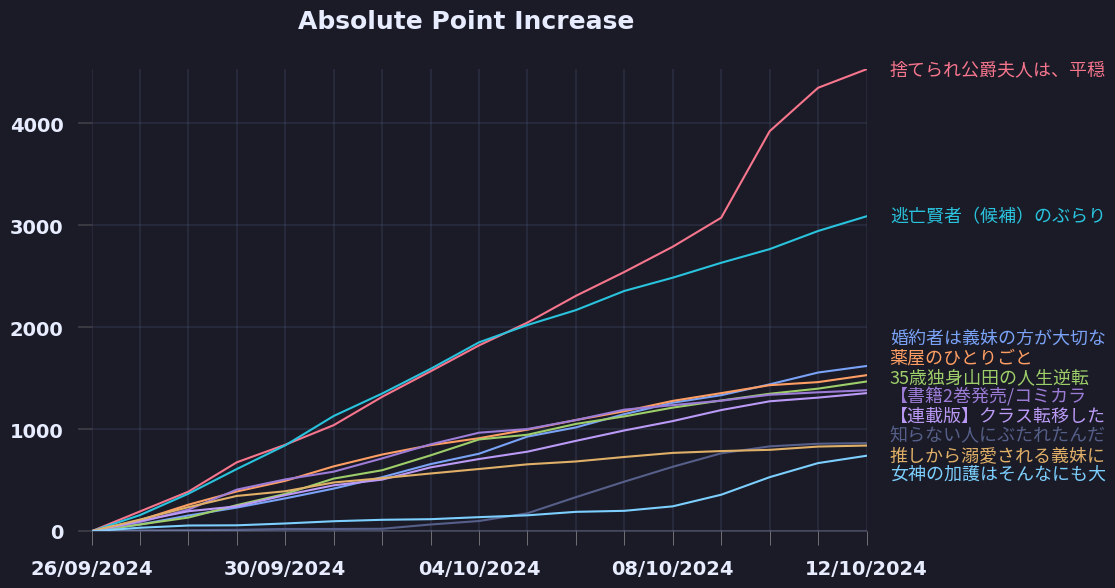 Absolute Point Increase
捨てられ公爵夫人は、平穏
4000
逃亡賢者（候補）のぶらり
3000
2000
婚約者は義妹の方が大切な
薬屋のひとりごと
35歳独身山田の人生逆転
【書籍2巻発売/コミカラ
【連載版】クラス転移した
1000
知らない人にぶたれたんだ
推しから溺愛される義妹に
女神の加護はそんなにも大
0
26/09/2024 30/09/2024 04/10/2024 08/10/2024 12/10/2024